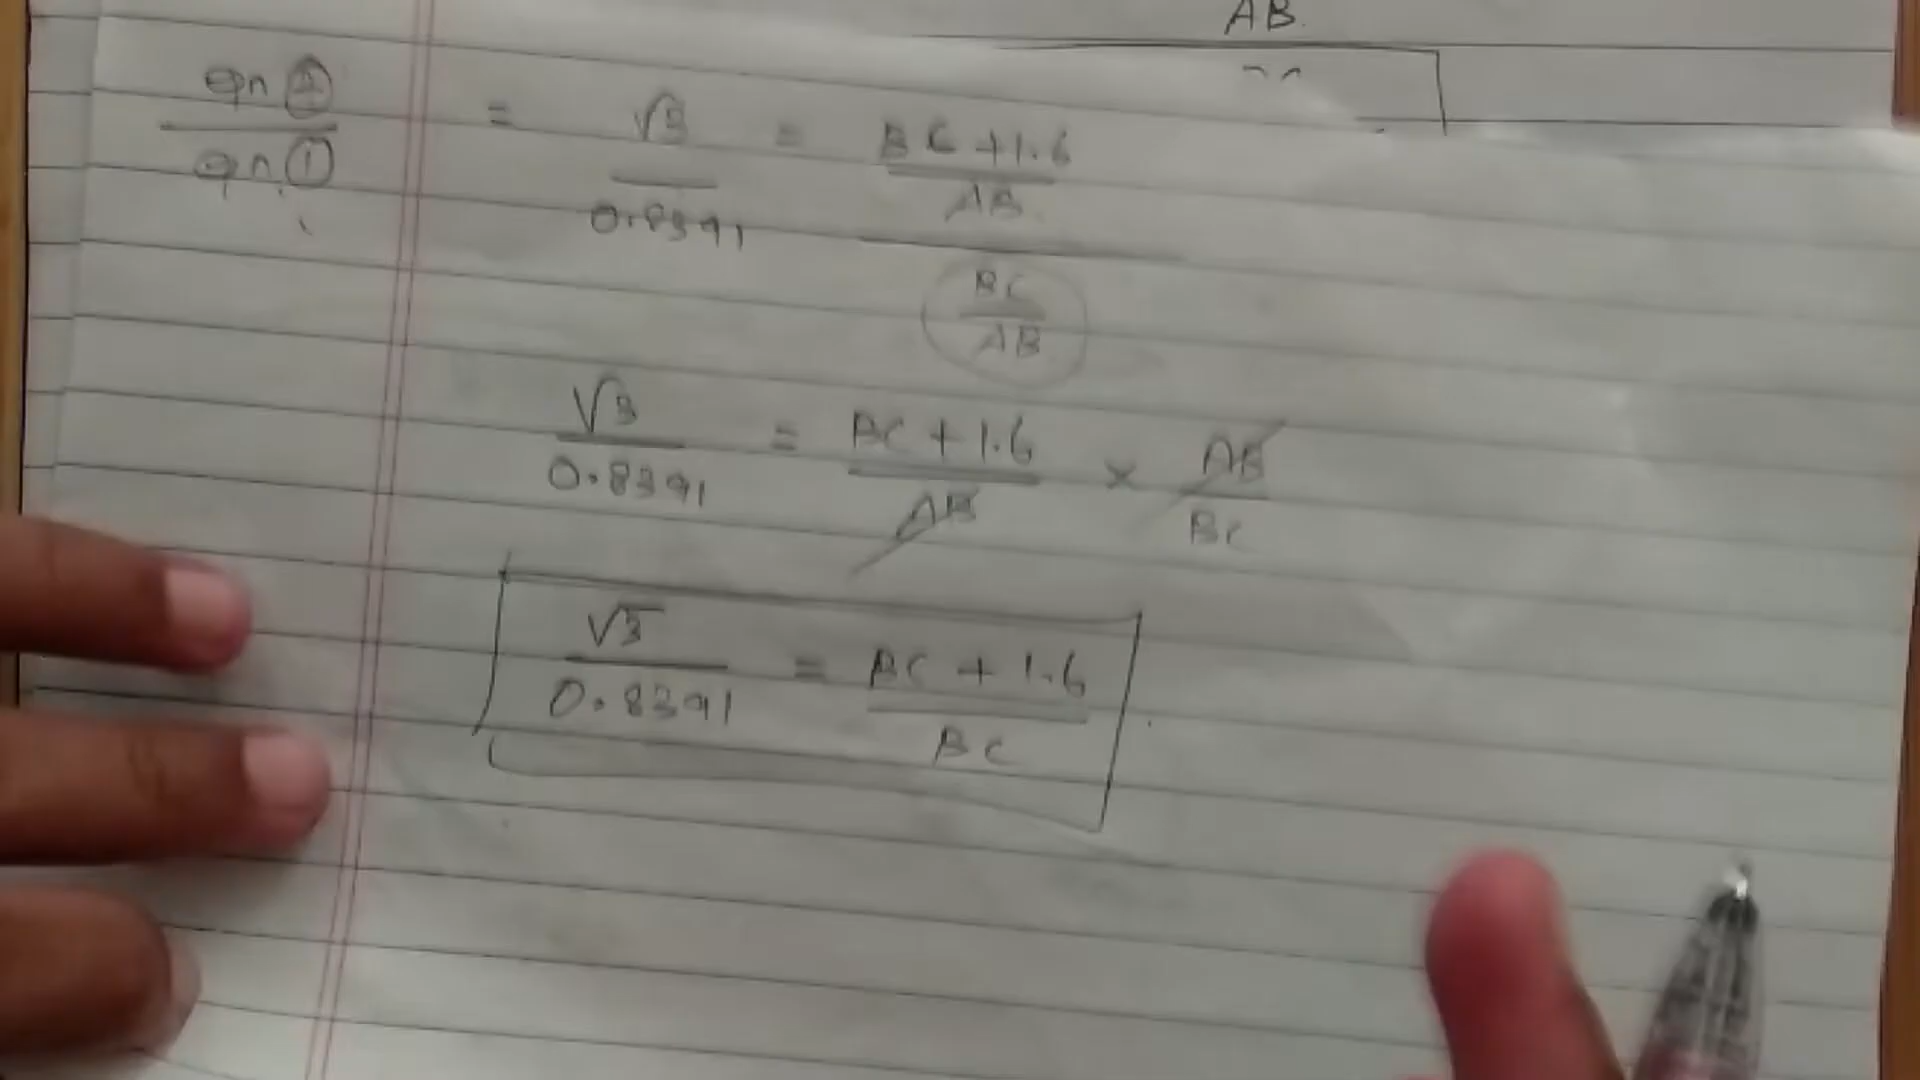 AB
eqn ② = √3 = BC + 1.6
eqn. ① 0.8391 AB
BC
AB
√3 = BC + 1.6 × AB
0.8391 AB BC
√3 = BC + 1.6
0.8391 BC